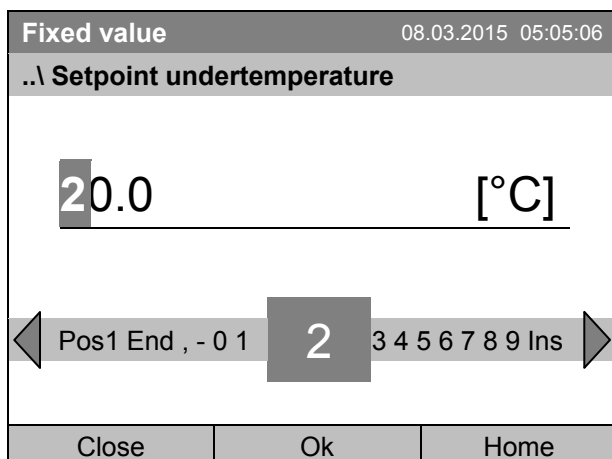 Fixed value 08.03.2015 05:05:06
..\ Setpoint undertemperature
20.0 [°C]
Pos1 End , - 0 1 2 3 4 5 6 7 8 9 Ins
Close Ok Home